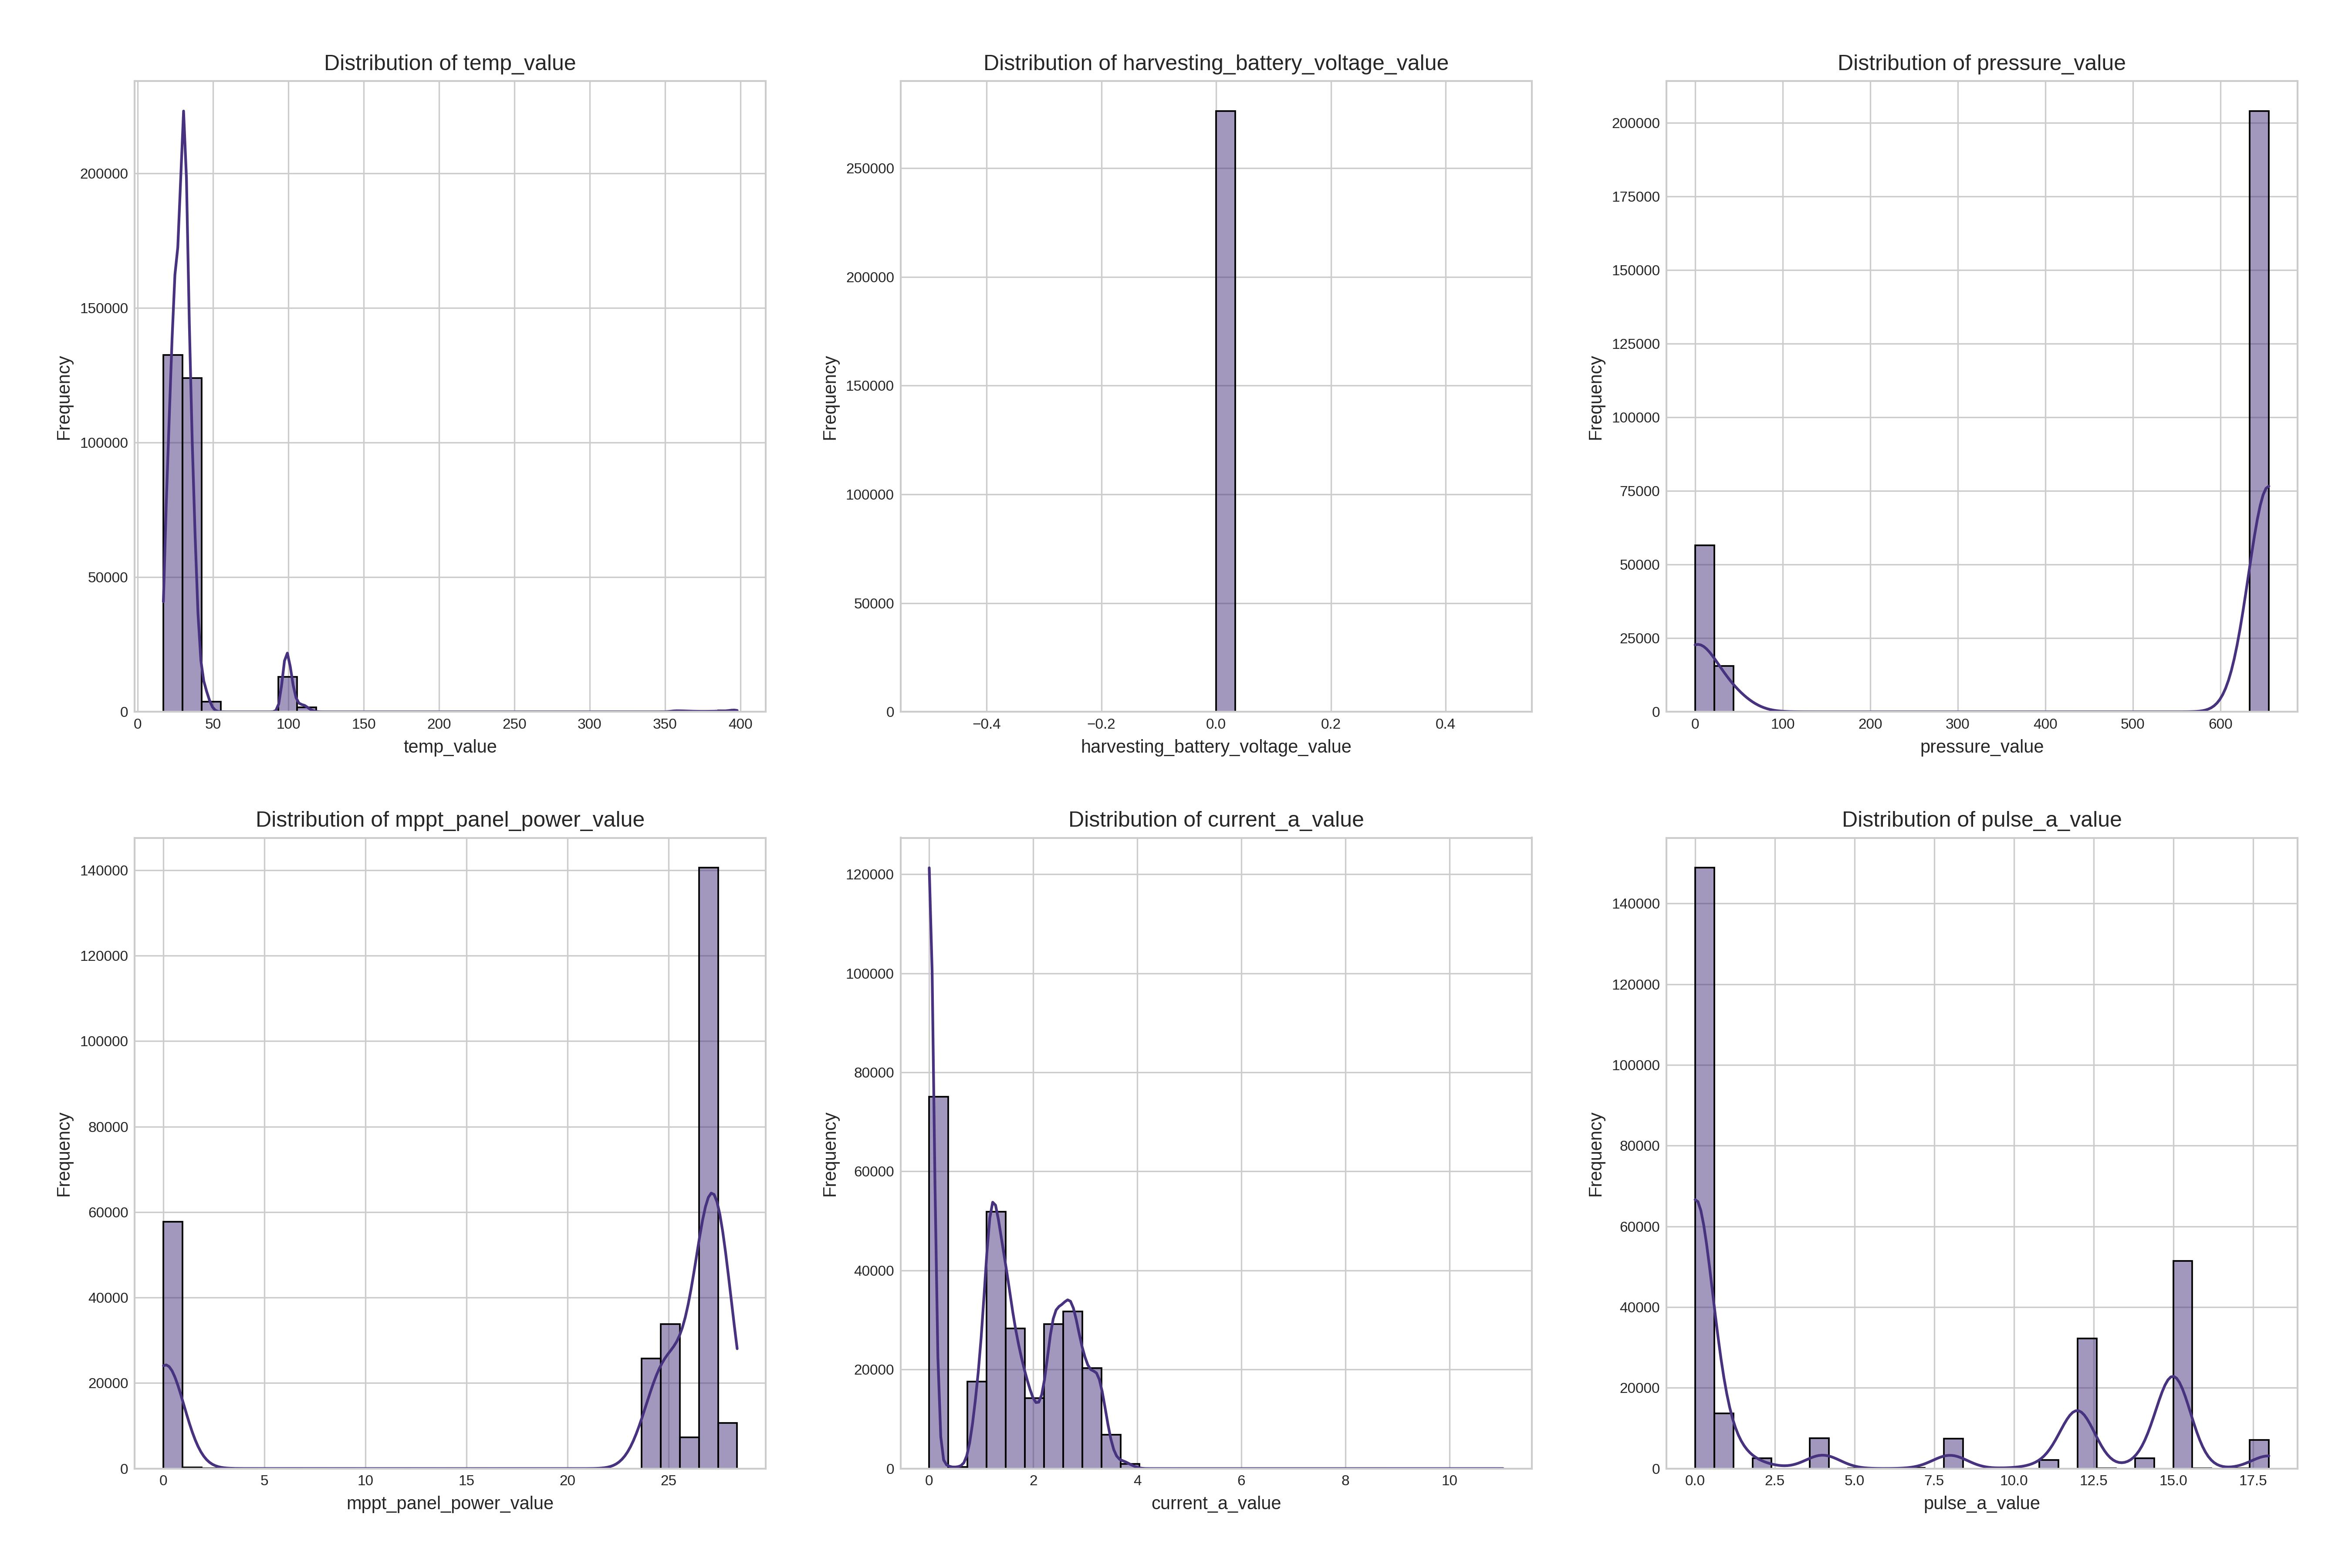 Distribution of temp_value
Frequency
200000
150000
100000
50000
0
0 50 100 150 200 250 300 350 400
temp_value
Distribution of harvesting_battery_voltage_value
Frequency
250000
200000
150000
100000
50000
0
−0.4 −0.2 0.0 0.2 0.4
harvesting_battery_voltage_value
Distribution of pressure_value
Frequency
200000
175000
150000
125000
100000
75000
50000
25000
0
0 100 200 300 400 500 600
pressure_value
Distribution of mppt_panel_power_value
Frequency
140000
120000
100000
80000
60000
40000
20000
0
0 5 10 15 20 25
mppt_panel_power_value
Distribution of current_a_value
Frequency
120000
100000
80000
60000
40000
20000
0
0 2 4 6 8 10
current_a_value
Distribution of pulse_a_value
Frequency
140000
120000
100000
80000
60000
40000
20000
0
0.0 2.5 5.0 7.5 10.0 12.5 15.0 17.5
pulse_a_value